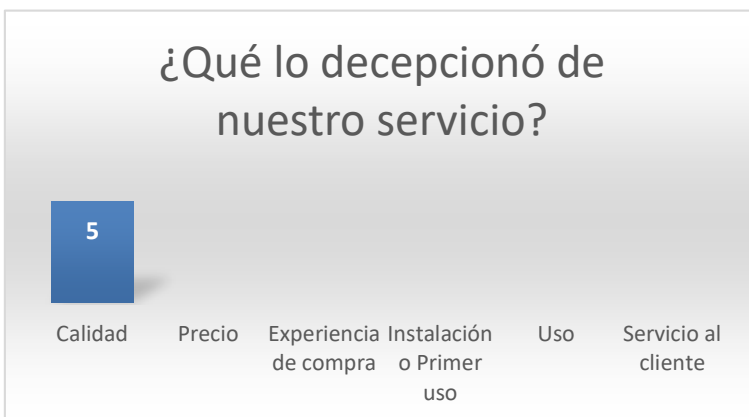 ¿Qué lo decepcionó de
nuestro servicio?
5
Calidad
Precio
Experiencia
de compra
Instalación
o Primer
uso
Uso
Servicio al
cliente